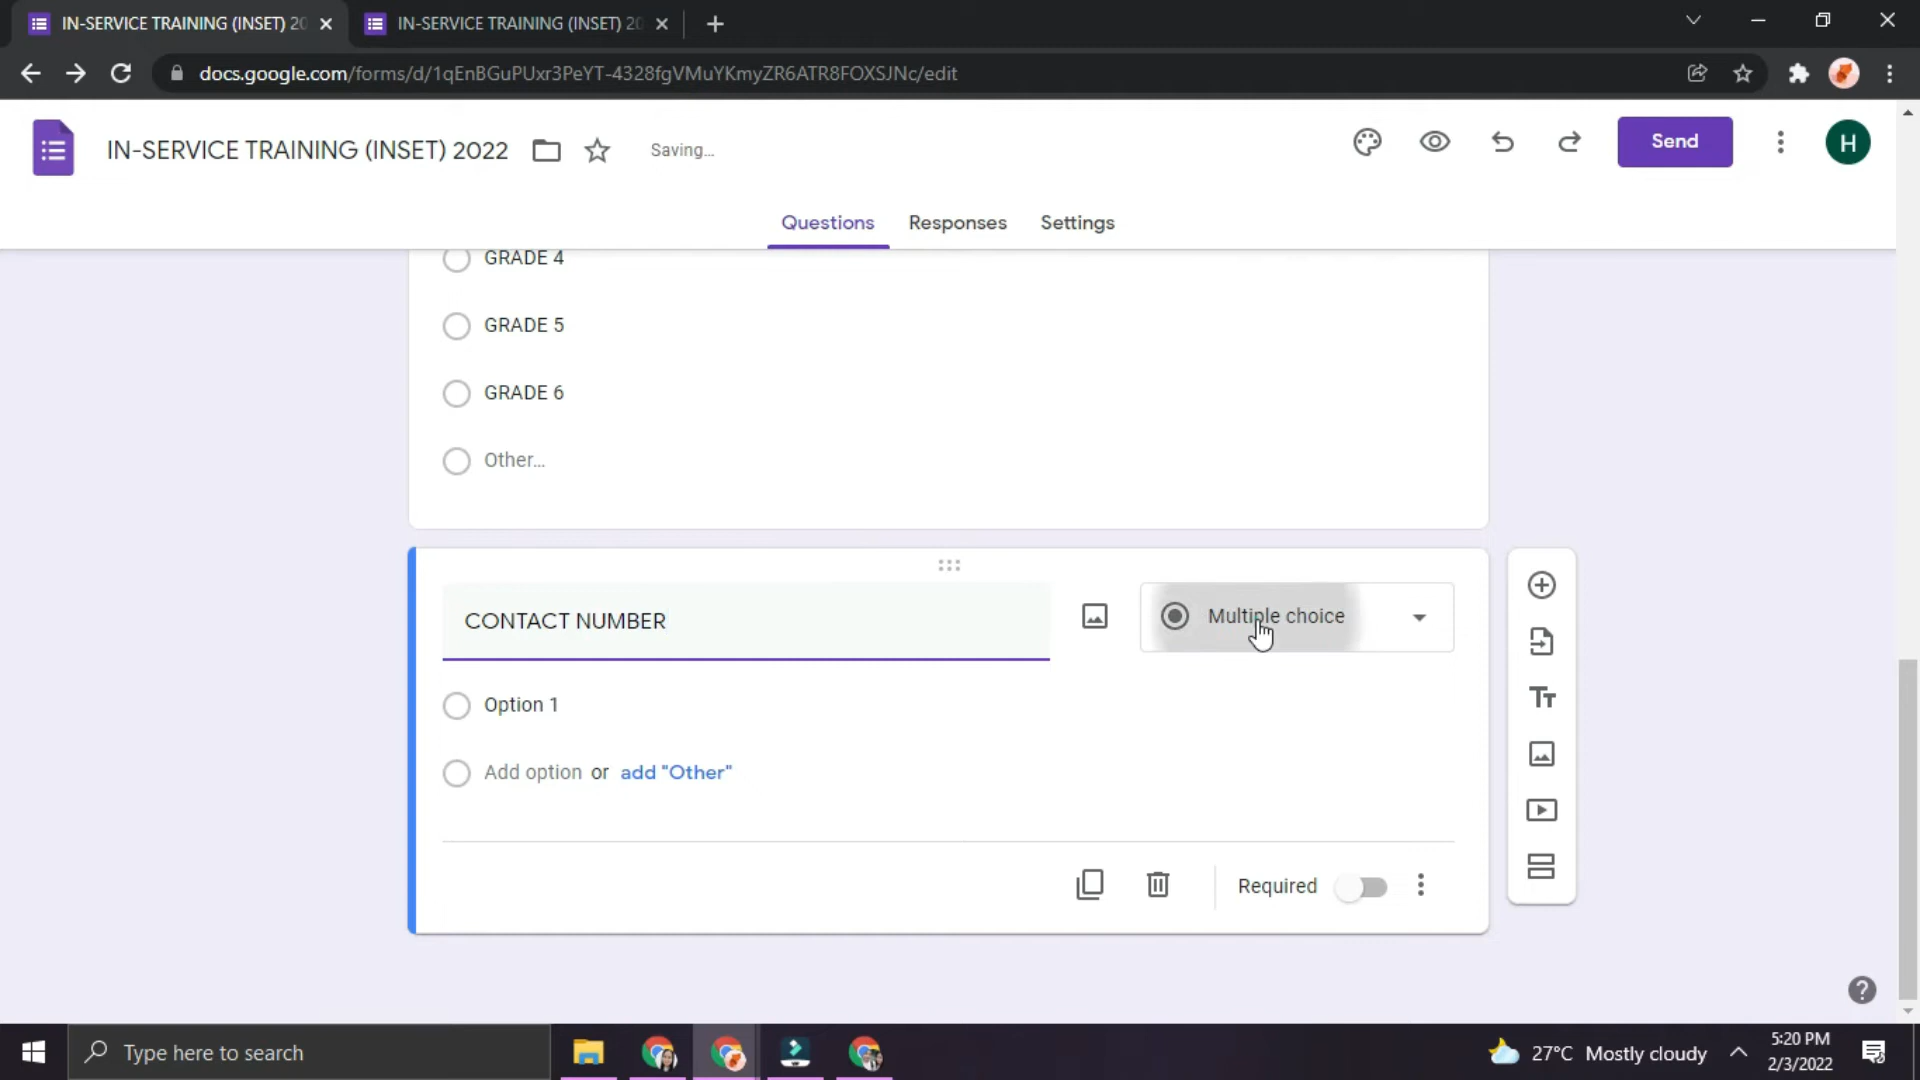 IN-SERVICE TRAINING (INSET) 20
IN-SERVICE TRAINING (INSET) 20
docs.google.com/forms/d/1qEnBGuPUxr3PeYT-4328fgVMuYKmyZR6ATR8FOXSJNc/edit
IN-SERVICE TRAINING (INSET) 2022
Saving...
Send
H
Questions
Responses
Settings
GRADE 4
GRADE 5
GRADE 6
Other...
CONTACT NUMBER
Multiple choice
Option 1
Add option or add "Other"
Required
Type here to search
27°C Mostly cloudy
5:20 PM
2/3/2022